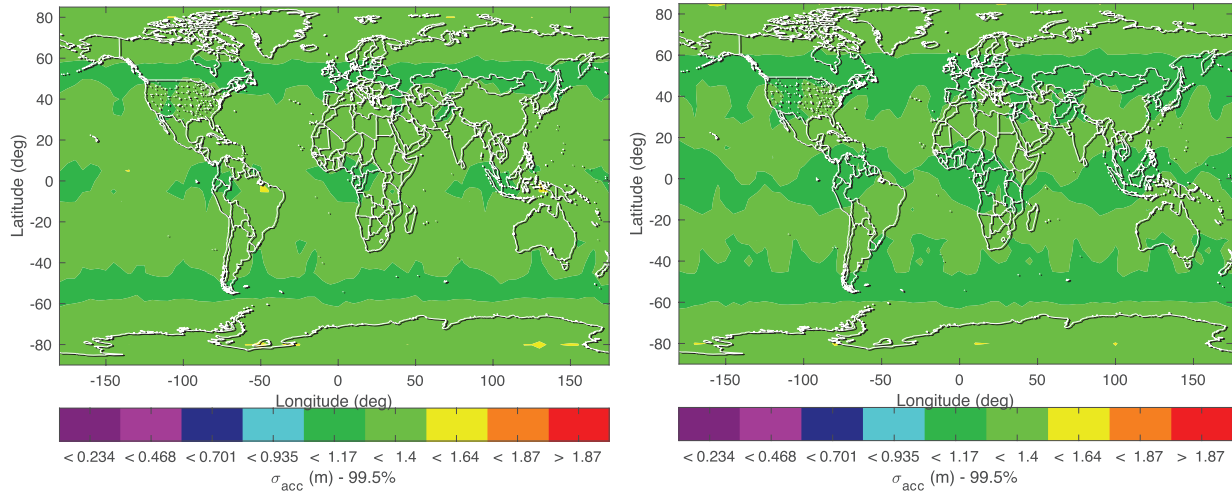 80
60
40
20
0
-20
-40
-60
-80
Latitude (deg)
-150 -100 -50 0 50 100 150
Longitude (deg)
< 0.234 < 0.468 < 0.701 < 0.935 < 1.17 < 1.4 < 1.64 < 1.87 > 1.87
σacc (m) - 99.5%
80
60
40
20
0
-20
-40
-60
-80
Latitude (deg)
-150 -100 -50 0 50 100 150
Longitude (deg)
< 0.234 < 0.468 < 0.701 < 0.935 < 1.17 < 1.4 < 1.64 < 1.87 > 1.87
σacc (m) - 99.5%